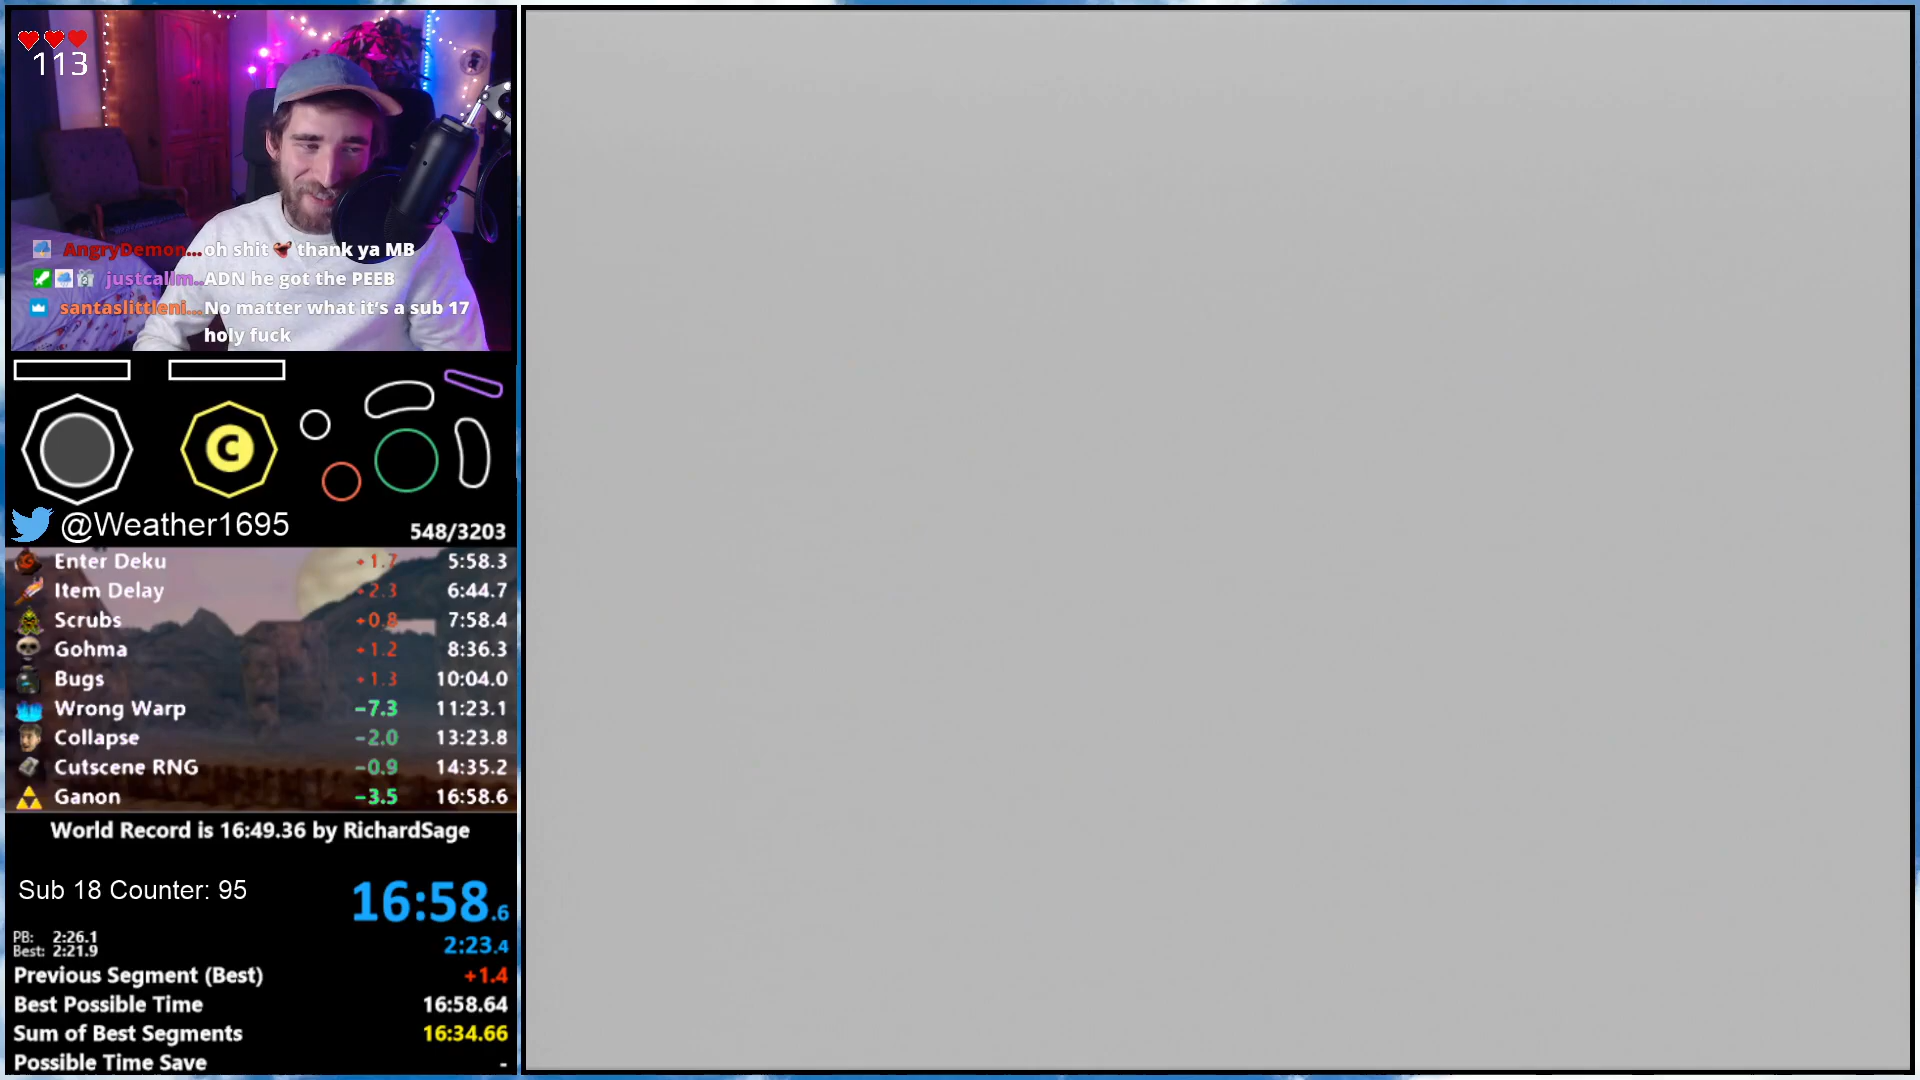 113
AngryDemon... oh shit thank ya MB
justcallm.. ADN he got the PEEB
santaslittleni... No matter what it's a sub 17
holy fuck
C
@Weather1695
548/3203
Enter Deku +1.7 5:58.3
Item Delay +2.3 6:44.7
Scrubs +0.8 7:58.4
Gohma +1.2 8:36.3
Bugs +1.3 10:04.0
Wrong Warp -7.3 11:23.1
Collapse -2.0 13:23.8
Cutscene RNG -0.9 14:35.2
Ganon -3.5 16:58.6
World Record is 16:49.36 by RichardSage
Sub 18 Counter: 95
16:58.6
PB: 2:26.1
Best: 2:21.9
2:23.4
Previous Segment (Best) +1.4
Best Possible Time 16:58.64
Sum of Best Segments 16:34.66
Possible Time Save -